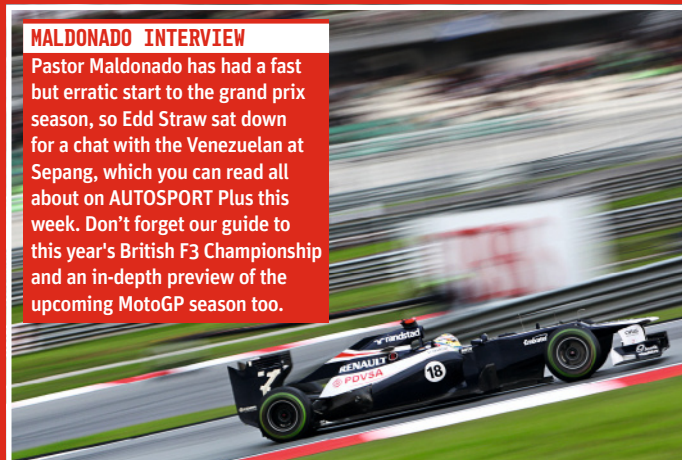 MALDONADO INTERVIEW
Pastor Maldonado has had a fast
but erratic start to the grand prix
season, so Edd Straw sat down
for a chat with the Venezuelan at
Sepang, which you can read all
about on AUTOSPORT Plus this
week. Don’t forget our guide to
this year's British F3 Championship
and an in-depth preview of the
upcoming MotoGP season too.
randstad
RENAULT
PDVSA
18